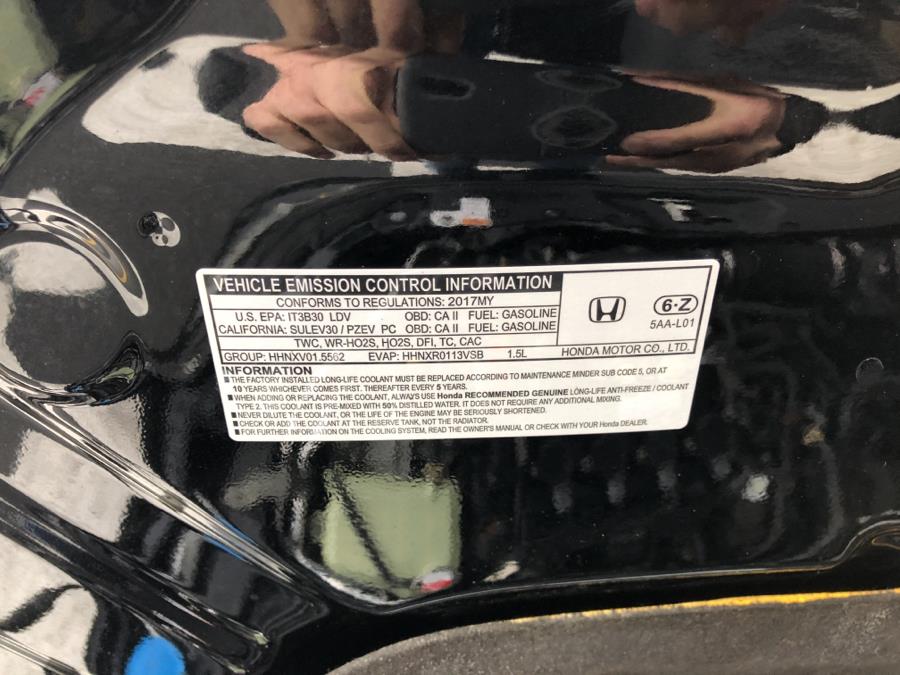 VEHICLE EMISSION CONTROL INFORMATION
CONFORMS TO REGULATIONS: 2017MY
U.S. EPA: IT3B30 LDV OBD: CA II FUEL: GASOLINE
CALIFORNIA: SULEV30 / PZEV PC OBD: CA II FUEL: GASOLINE
TWC, WR-HO2S, HO2S, DFI, TC, CAC
GROUP: HHNXV01.5562 EVAP: HHNXR0113VSB 1.5L
6·Z
5AA-L01
HONDA MOTOR CO., LTD.
INFORMATION
■THE FACTORY INSTALLED LONG-LIFE COOLANT MUST BE REPLACED ACCORDING TO MAINTENANCE MINDER SUB CODE 5, OR AT
10 YEARS WHICHEVER COMES FIRST. THEREAFTER EVERY 5 YEARS.
■WHEN ADDING OR REPLACING THE COOLANT, ALWAYS USE Honda RECOMMENDED GENUINE LONG-LIFE ANTI-FREEZE / COOLANT
TYPE 2. THIS COOLANT IS PRE-MIXED WITH 50% DISTILLED WATER. IT DOES NOT REQUIRE ANY ADDITIONAL MIXING.
■NEVER DILUTE THE COOLANT, OR THE LIFE OF THE ENGINE MAY BE SERIOUSLY SHORTENED.
■CHECK OR ADD THE COOLANT AT THE RESERVE TANK, NOT THE RADIATOR.
■FOR FURTHER INFORMATION ON THE COOLING SYSTEM, READ THE OWNER'S MANUAL OR CHECK WITH YOUR Honda DEALER.